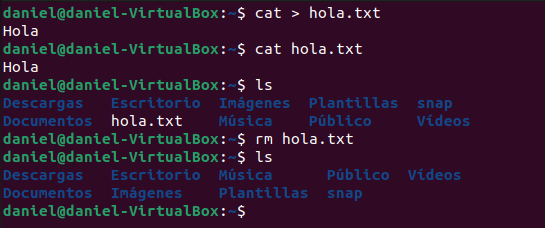 daniel@daniel-VirtualBox:~$ cat > hola.txt
Hola
daniel@daniel-VirtualBox:~$ cat hola.txt
Hola
daniel@daniel-VirtualBox:~$ ls
Descargas Escritorio Imágenes Plantillas snap
Documentos hola.txt Música Público Vídeos
daniel@daniel-VirtualBox:~$ rm hola.txt
daniel@daniel-VirtualBox:~$ ls
Descargas Escritorio Música Público Vídeos
Documentos Imágenes Plantillas snap
daniel@daniel-VirtualBox:~$